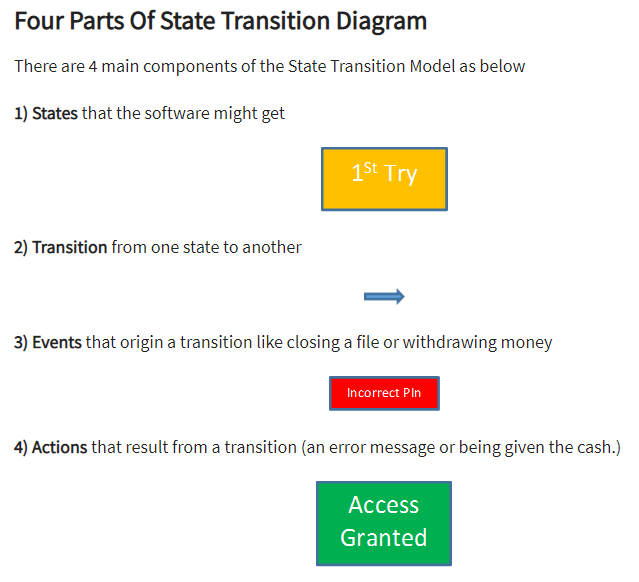 Four Parts Of State Transition Diagram
There are 4 main components of the State Transition Model as below
1) States that the software might get
1St Try
2) Transition from one state to another
3) Events that origin a transition like closing a file or withdrawing money
Incorrect PIn
4) Actions that result from a transition (an error message or being given the cash.)
Access
Granted